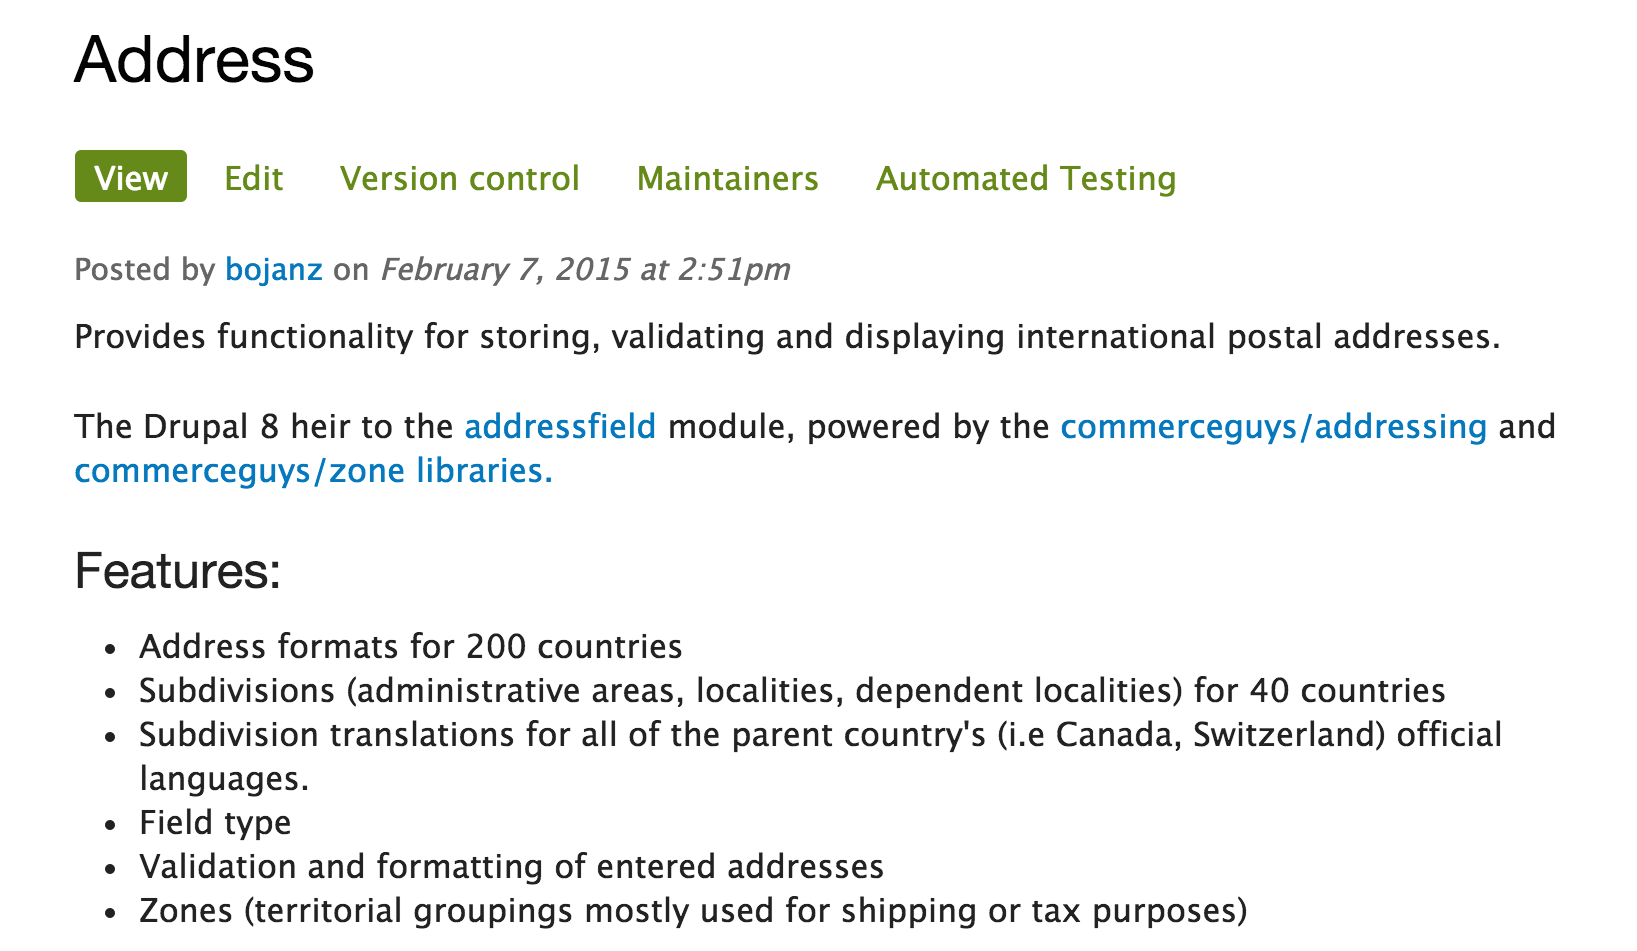 Address
View Edit Version control Maintainers Automated Testing
Posted by bojanz on February 7, 2015 at 2:51pm
Provides functionality for storing, validating and displaying international postal addresses.
The Drupal 8 heir to the addressfield module, powered by the commerceguys/addressing and
commerceguys/zone libraries.
Features:
• Address formats for 200 countries
• Subdivisions (administrative areas, localities, dependent localities) for 40 countries
• Subdivision translations for all of the parent country's (i.e Canada, Switzerland) official
languages.
• Field type
• Validation and formatting of entered addresses
• Zones (territorial groupings mostly used for shipping or tax purposes)